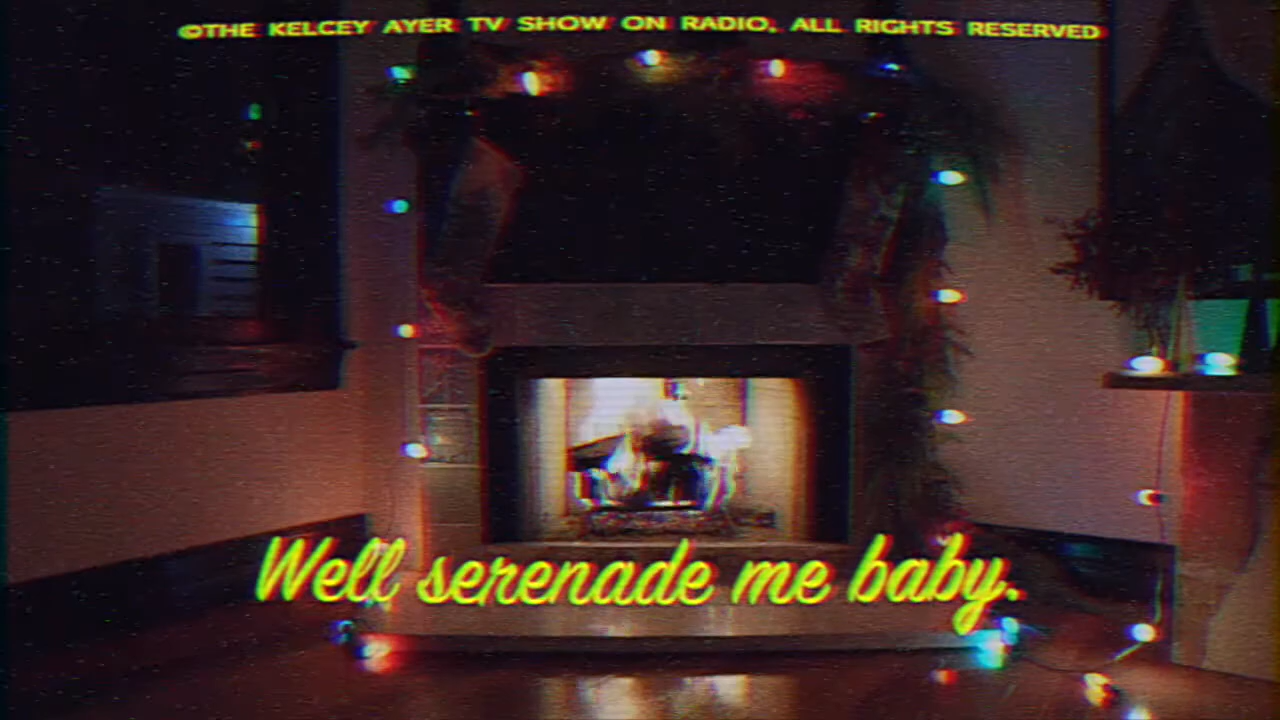 ©THE KELCEY AYER TV SHOW ON RADIO, ALL RIGHTS RESERVED
Well serenade me baby.